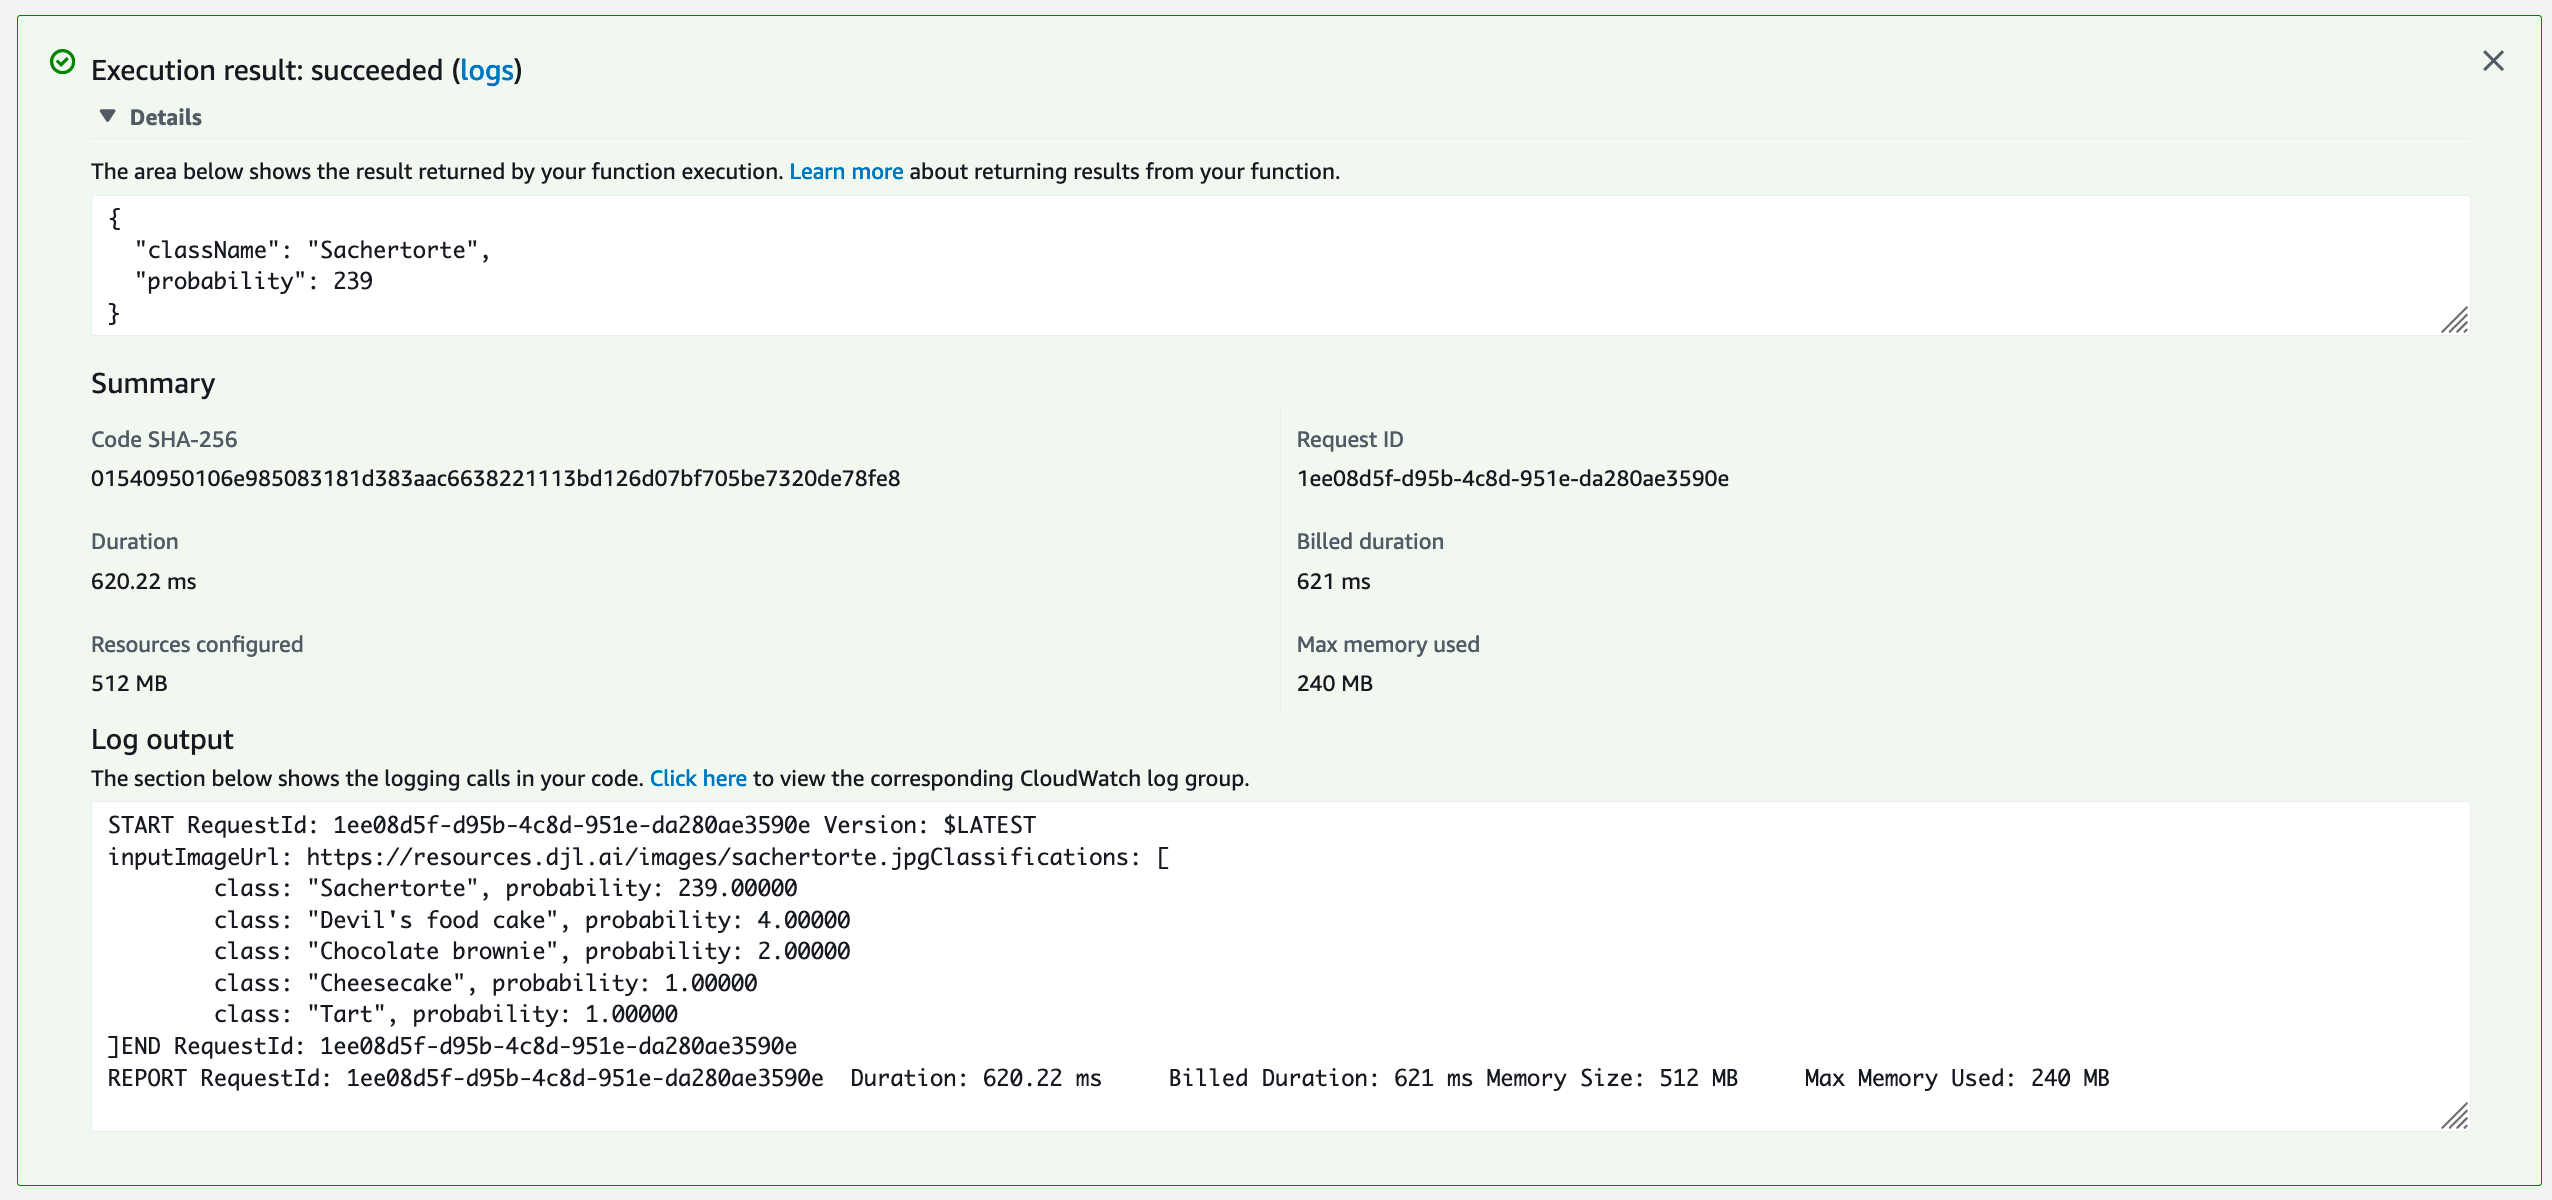 Execution result: succeeded (logs)
Details
The area below shows the result returned by your function execution. Learn more about returning results from your function.
{
  "className": "Sachertorte",
  "probability": 239
}
Summary
Code SHA-256
01540950106e985083181d383aac6638221113bd126d07bf705be7320de78fe8
Request ID
1ee08d5f-d95b-4c8d-951e-da280ae3590e
Duration
620.22 ms
Billed duration
621 ms
Resources configured
512 MB
Max memory used
240 MB
Log output
The section below shows the logging calls in your code. Click here to view the corresponding CloudWatch log group.
START RequestId: 1ee08d5f-d95b-4c8d-951e-da280ae3590e Version: $LATEST
inputImageUrl: https://resources.djl.ai/images/sachertorte.jpgClassifications: [
        class: "Sachertorte", probability: 239.00000
        class: "Devil's food cake", probability: 4.00000
        class: "Chocolate brownie", probability: 2.00000
        class: "Cheesecake", probability: 1.00000
        class: "Tart", probability: 1.00000
]END RequestId: 1ee08d5f-d95b-4c8d-951e-da280ae3590e
REPORT RequestId: 1ee08d5f-d95b-4c8d-951e-da280ae3590e  Duration: 620.22 ms     Billed Duration: 621 ms Memory Size: 512 MB     Max Memory Used: 240 MB